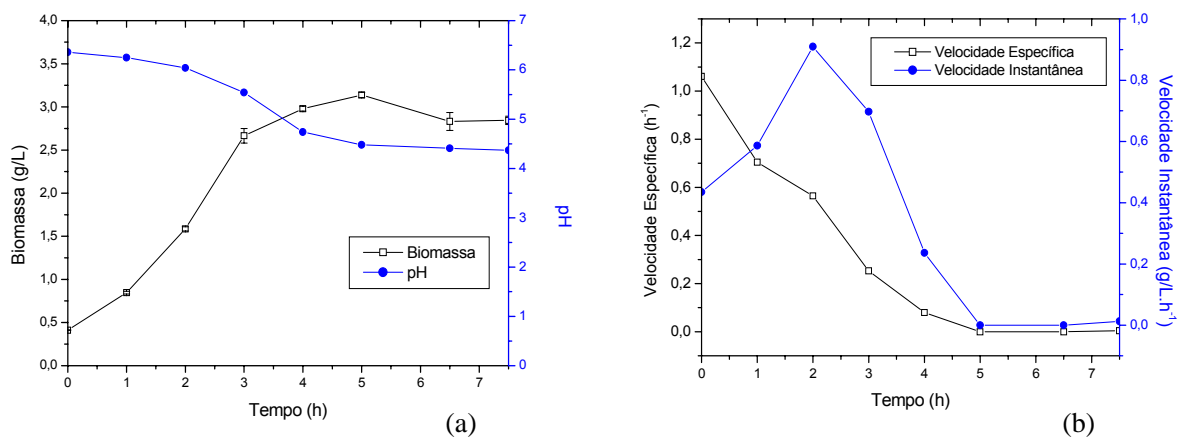 4,0
3,5
3,0
2,5
2,0
1,5
1,0
0,5
0,0
Biomassa (g/L)
0 1 2 3 4 5 6 7
Tempo (h)
7
6
5
4
3
2
1
0
pH
Biomassa
pH
(a)
1,2
1,0
0,8
0,6
0,4
0,2
0,0
Velocidade Específica (h-1)
0 1 2 3 4 5 6 7
Tempo (h)
1,0
0,8
0,6
0,4
0,2
0,0
Velocidade Instantânea (g/L.h-1)
Velocidade Específica
Velocidade Instantânea
(b)